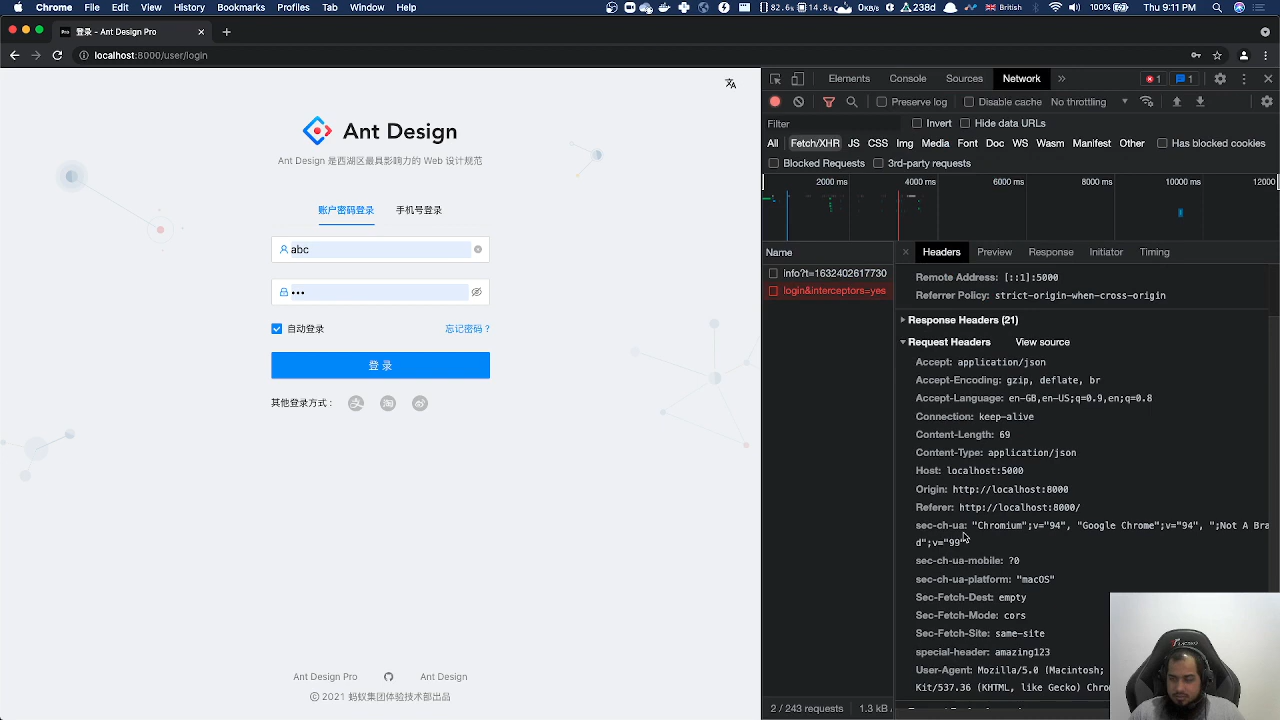 Chrome File Edit View History Bookmarks Profiles Tab Window Help 82.6s 14.8s 0/hs 238d British 100% Thu 9:11 PM
登录 - Ant Design Pro
localhost:8000/user/login
Elements Console Sources Network 1 1
Preserve log Disable cache No throttling
Filter Invert Hide data URLs
All Fetch/XHR JS CSS Img Media Font Doc WS Wasm Manifest Other Has blocked cookies
Blocked Requests 3rd-party requests
2000 ms 4000 ms 6000 ms 8000 ms 10000 ms 12000
Name Headers Preview Response Initiator Timing
info?t=1632402617730
login&interceptors=yes
Remote Address: [::1]:5000
Referrer Policy: strict-origin-when-cross-origin
Response Headers (21)
Request Headers View source
Accept: application/json
Accept-Encoding: gzip, deflate, br
Accept-Language: en-GB,en-US;q=0.9,en;q=0.8
Connection: keep-alive
Content-Length: 69
Content-Type: application/json
Host: localhost:5000
Origin: http://localhost:8000
Referer: http://localhost:8000/
sec-ch-ua: "Chromium";v="94", "Google Chrome";v="94", ";Not A Bra
d";v="99"
sec-ch-ua-mobile: ?0
sec-ch-ua-platform: "macOS"
Sec-Fetch-Dest: empty
Sec-Fetch-Mode: cors
Sec-Fetch-Site: same-site
special-header: amazing123
User-Agent: Mozilla/5.0 (Macintosh;
Kit/537.36 (KHTML, like Gecko) Chro
2 / 243 requests 1.3 kB
Ant Design
Ant Design 是西湖区最具影响力的 Web 设计规范
账户密码登录 手机号登录
abc
•••
自动登录 忘记密码 ?
登 录
其他登录方式 :
Ant Design Pro Ant Design
© 2021 蚂蚁集团体验技术部出品